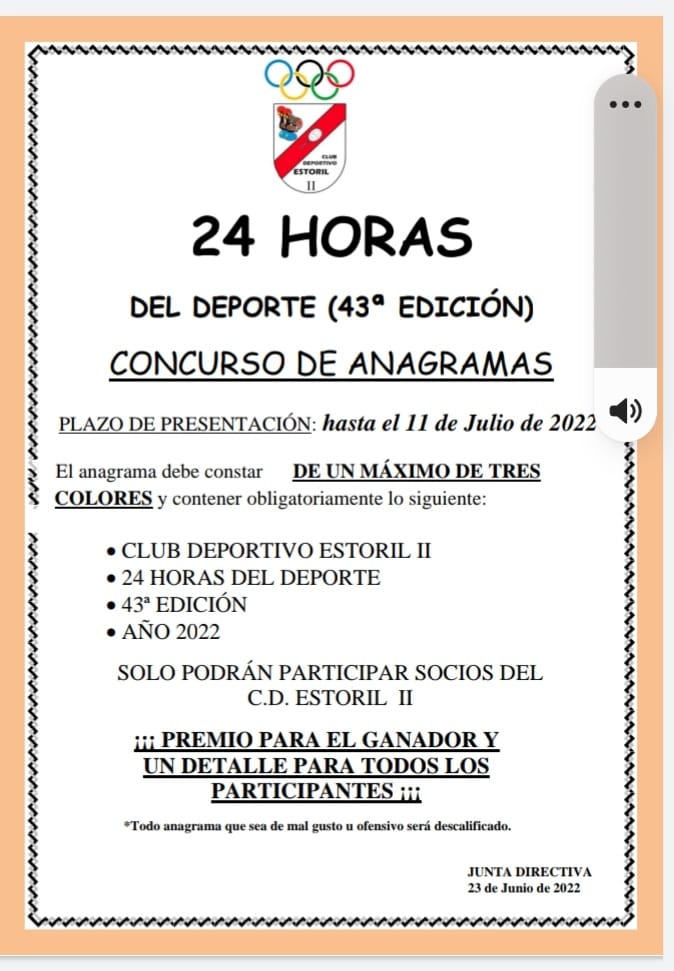 CLUB
DEPORTIVO
ESTORIL
II
24 HORAS
DEL DEPORTE (43ª EDICIÓN)
CONCURSO DE ANAGRAMAS
PLAZO DE PRESENTACIÓN: hasta el 11 de Julio de 2022
El anagrama debe constar DE UN MÁXIMO DE TRES
COLORES y contener obligatoriamente lo siguiente:
• CLUB DEPORTIVO ESTORIL II
• 24 HORAS DEL DEPORTE
• 43ª EDICIÓN
• AÑO 2022
SOLO PODRÁN PARTICIPAR SOCIOS DEL
C.D. ESTORIL II
¡¡¡ PREMIO PARA EL GANADOR Y
UN DETALLE PARA TODOS LOS
PARTICIPANTES ¡¡¡
*Todo anagrama que sea de mal gusto u ofensivo será descalificado.
JUNTA DIRECTIVA
23 de Junio de 2022